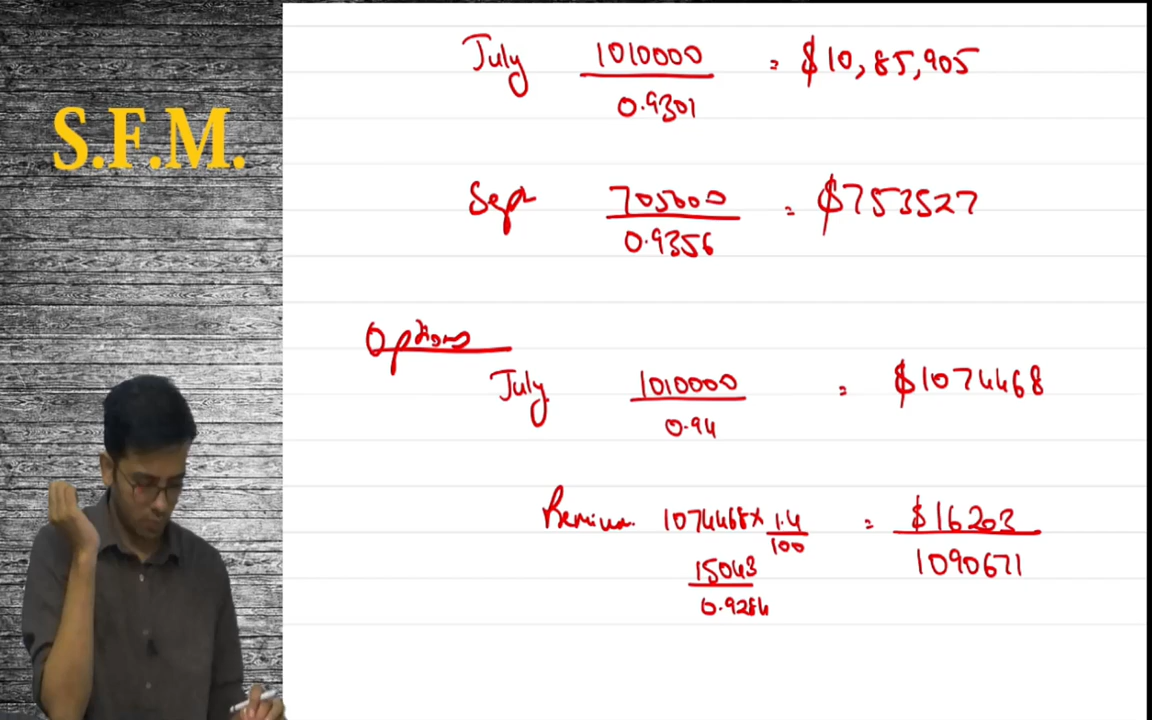 S.F.M.
July 1010000 / 0.9301 = $10,85,905
Sept 705000 / 0.9356 = $753527
Options
July 1010000 / 0.94 = $1074468
Premium 1074468 × 1.4 / 100 = $16203
15043 / 0.9284
1090671